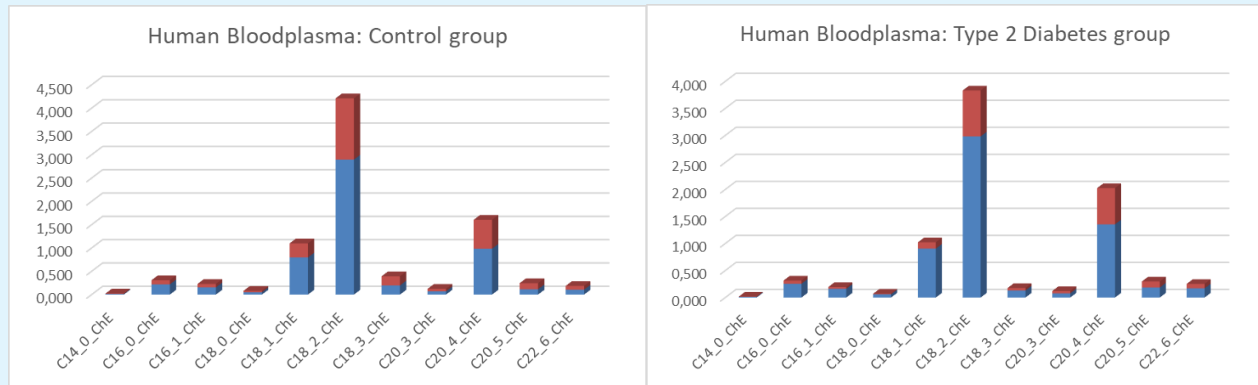 Human Bloodplasma: Control group
4,500
4,000
3,500
3,000
2,500
2,000
1,500
1,000
0,500
0,000
C14_0_ChE
C16_0_ChE
C16_1_ChE
C18_0_ChE
C18_1_ChE
C18_2_ChE
C18_3_ChE
C20_3_ChE
C20_4_ChE
C20_5_ChE
C22_6_ChE
Human Bloodplasma: Type 2 Diabetes group
4,000
3,500
3,000
2,500
2,000
1,500
1,000
0,500
0,000
C14_0_ChE
C16_0_ChE
C16_1_ChE
C18_0_ChE
C18_1_ChE
C18_2_ChE
C18_3_ChE
C20_3_ChE
C20_4_ChE
C20_5_ChE
C22_6_ChE